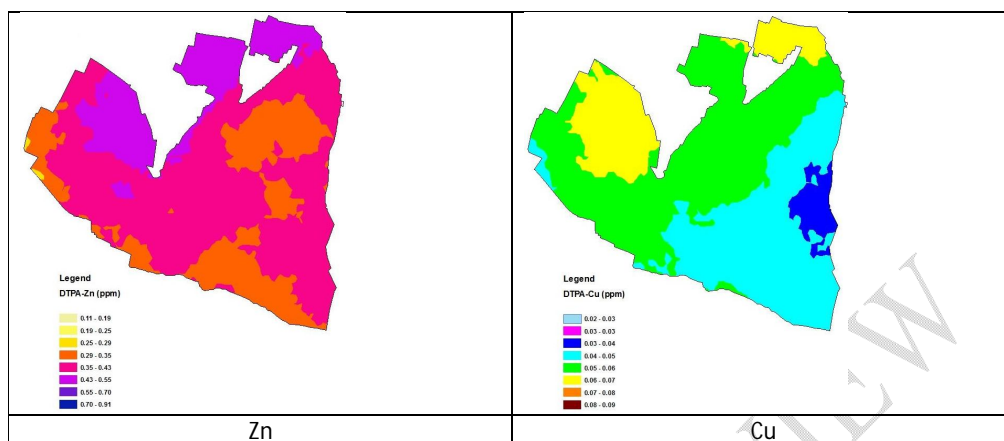 Legend
DTPA-Zn (ppm)
0.11 - 0.19
0.19 - 0.25
0.25 - 0.29
0.29 - 0.35
0.35 - 0.43
0.43 - 0.55
0.55 - 0.70
0.70 - 0.91
Zn
Legend
DTPA-Cu (ppm)
0.02 - 0.03
0.03 - 0.03
0.03 - 0.04
0.04 - 0.05
0.05 - 0.06
0.06 - 0.07
0.07 - 0.08
0.08 - 0.09
Cu
EW